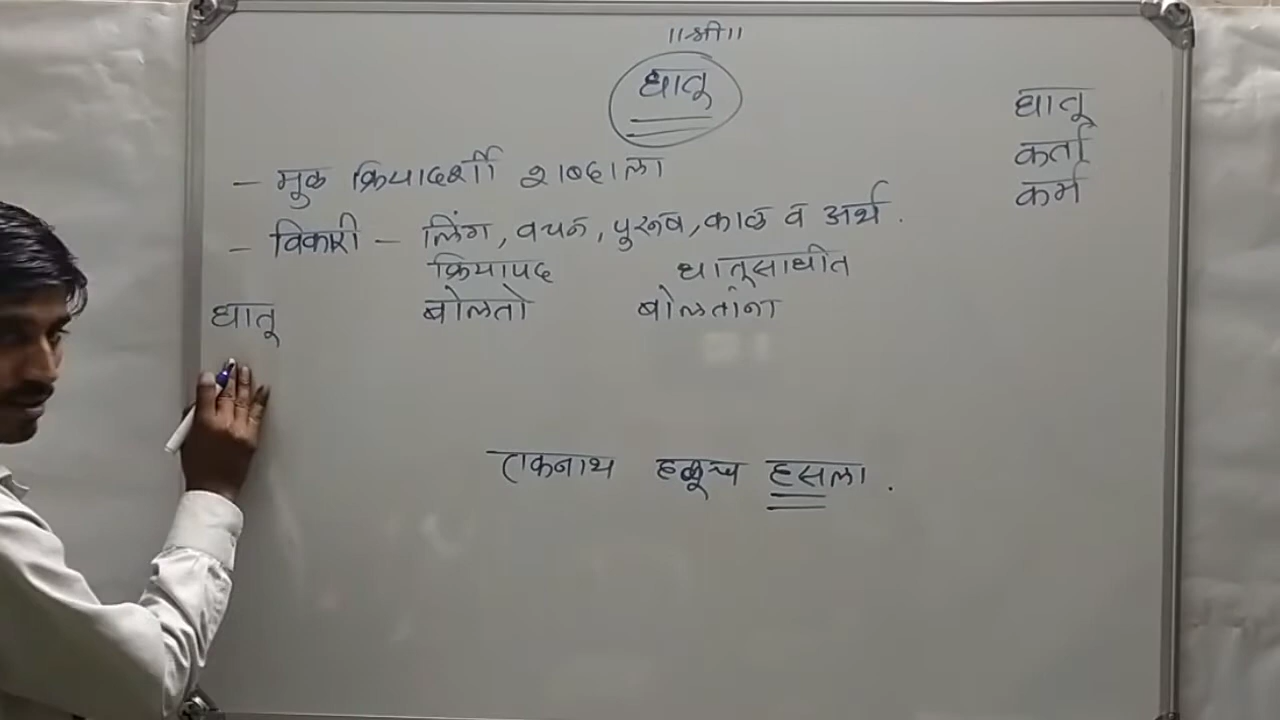 ॥श्री॥
धातू
- मुळ क्रियादर्शी शब्दाला
- विकारी - लिंग, वचन, पुरूष, काळ व अर्थ.
क्रियापद धातूसाधीत
धातू बोलतो बोलतांना
एकनाथ हळूच हसला.
धातू
कर्ता
कर्म